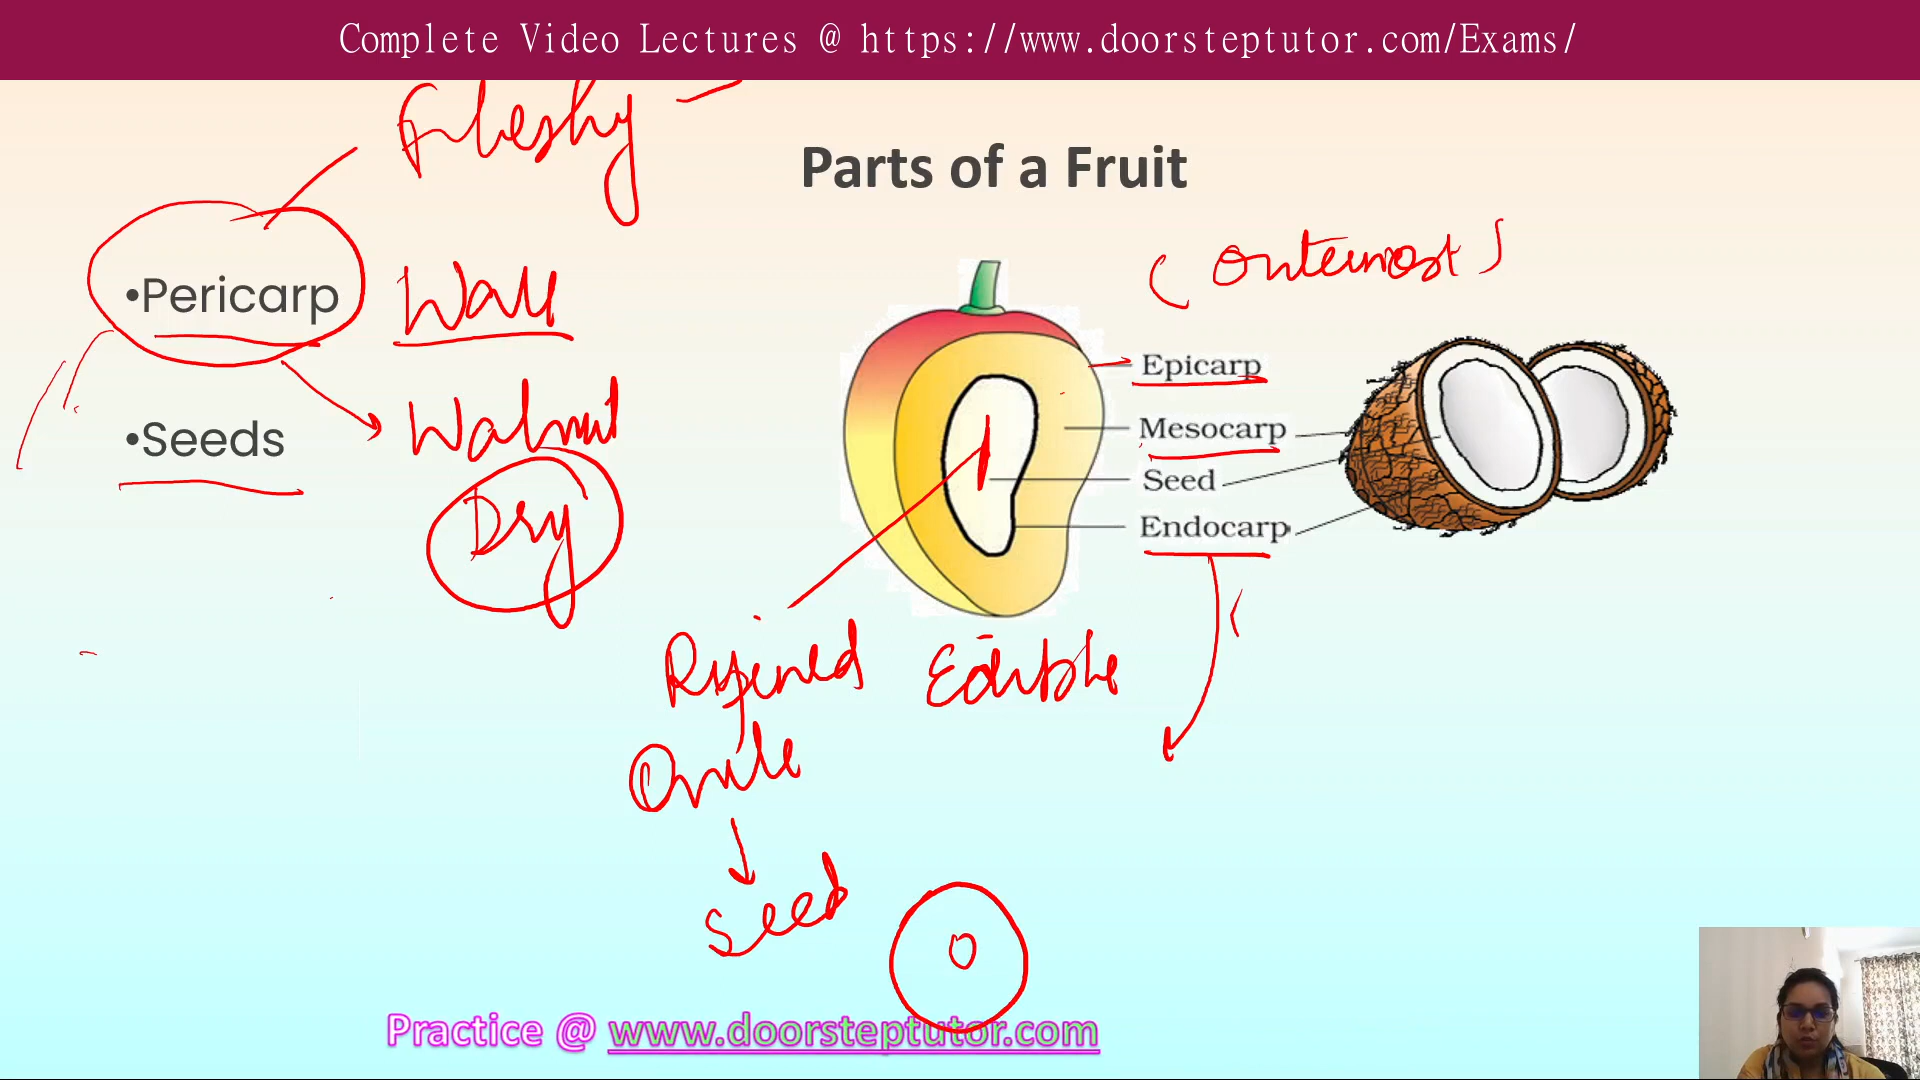 Complete Video Lectures @ https://www.doorsteptutor.com/Exams/
Fleshy
Parts of a Fruit
(Outermost)
•Pericarp Wall
Epicarp
Walnut
Mesocarp
•Seeds
Seed
Dry
Endocarp
Ripened Edible
Ovule
Seed
Practice @ www.doorsteptutor.com